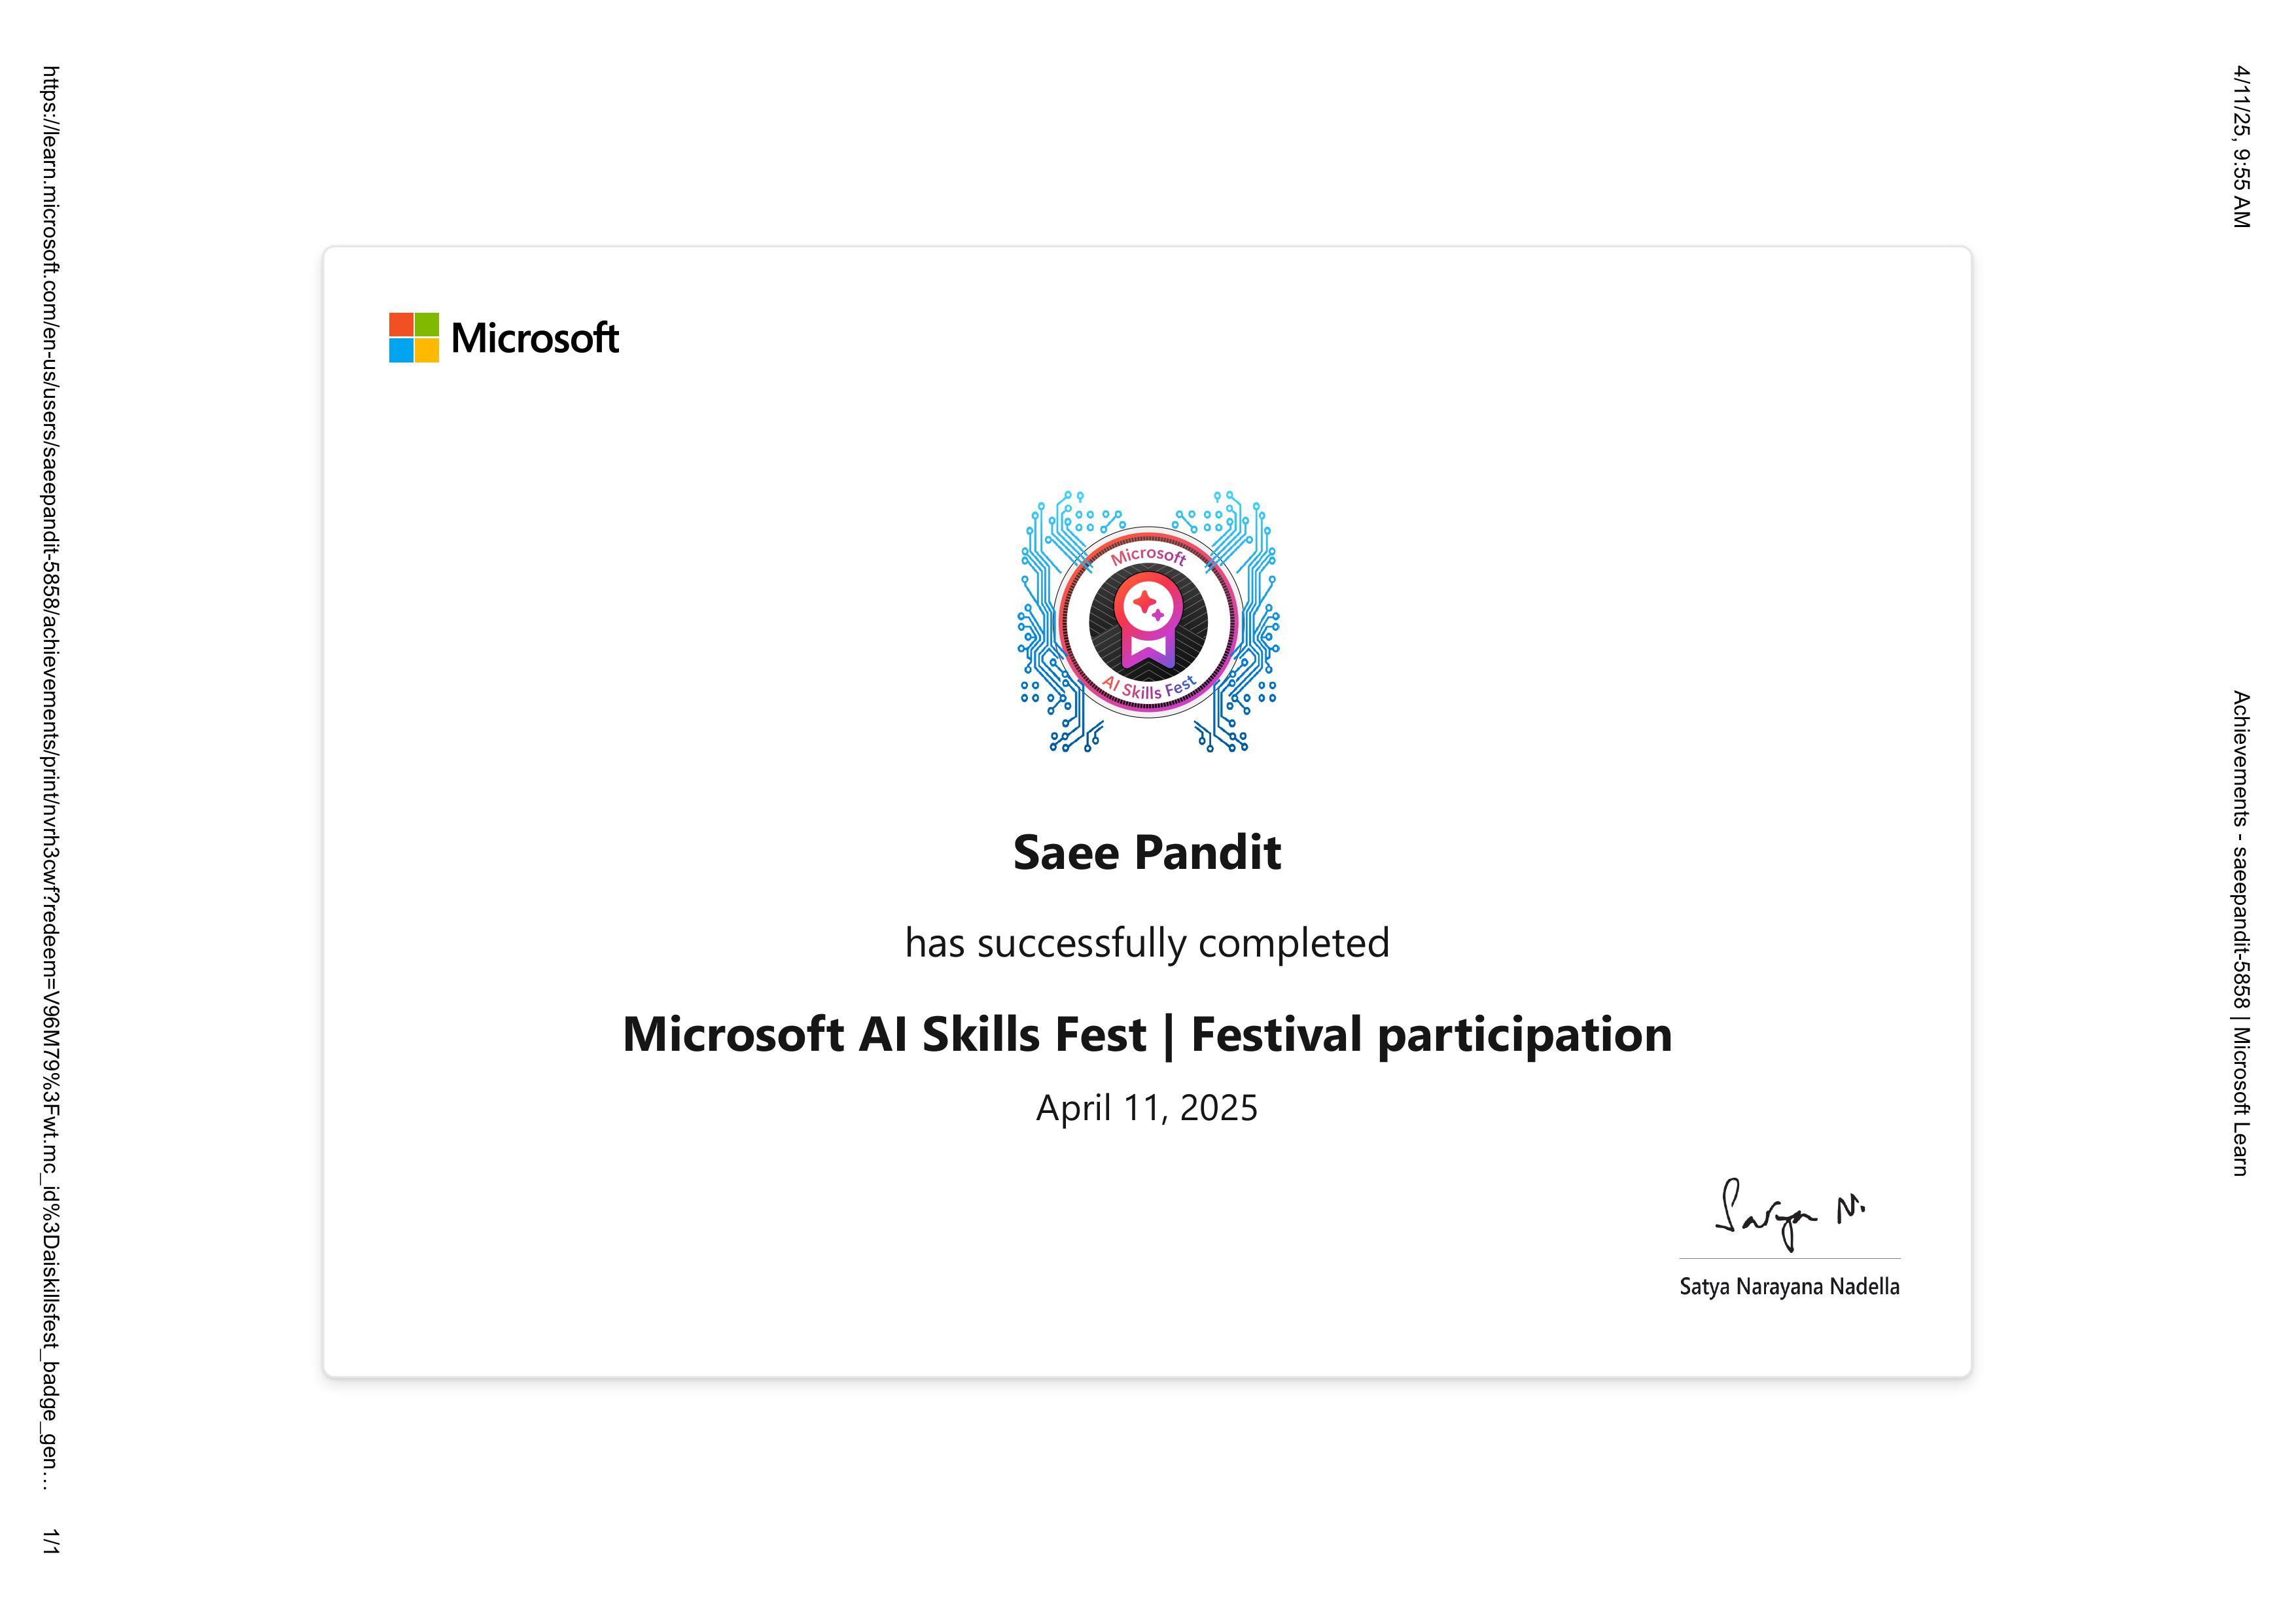 4/11/25, 9:55 AM
Achievements - saeepandit-5858 | Microsoft Learn
Microsoft
Microsoft
AI Skills Fest
Saee Pandit
has successfully completed
Microsoft AI Skills Fest | Festival participation
April 11, 2025
Satya N.
Satya Narayana Nadella
https://learn.microsoft.com/en-us/users/saeepandit-5858/achievements/print/nvrh3cwf?redeem=V96M79%3Fwt.mc_id%3Daiskillsfest_badge_gen…
1/1